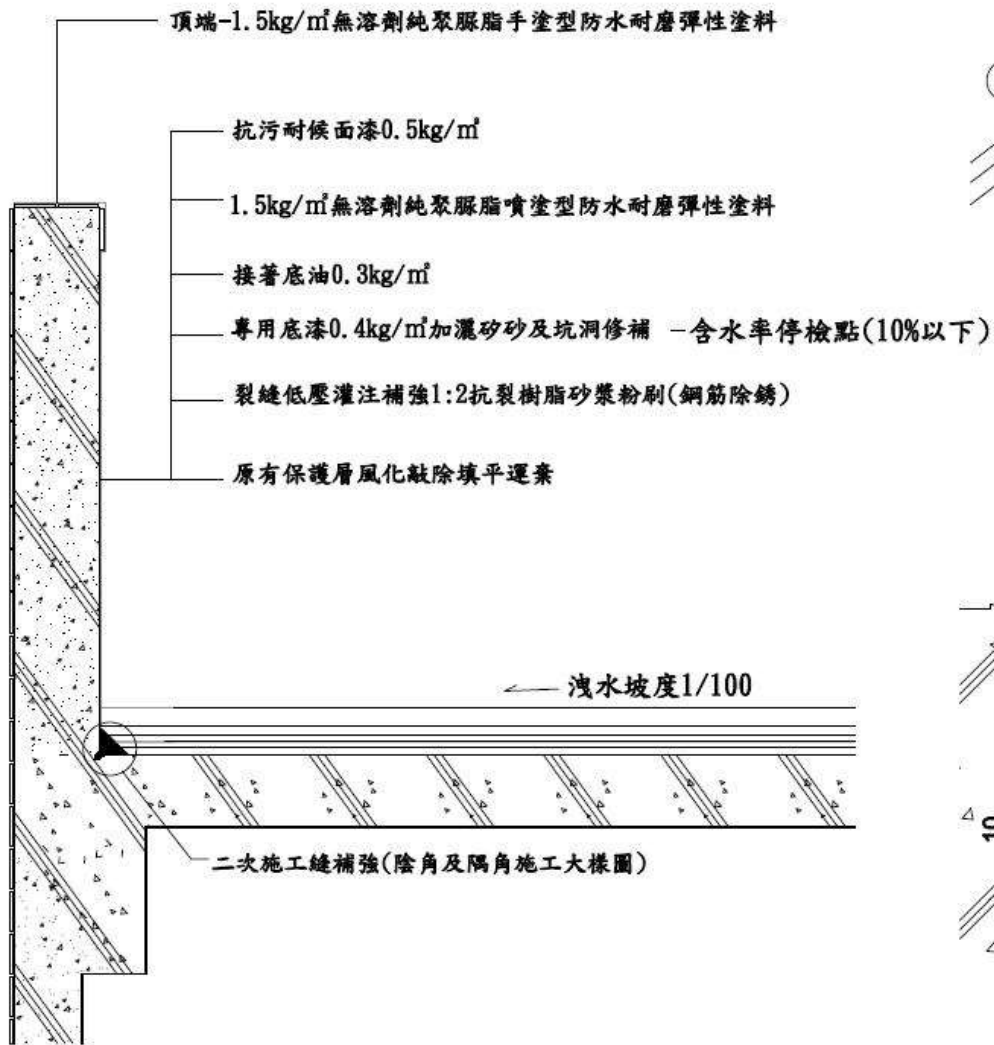 頂端-1.5kg/㎡無溶劑純聚脲脂手塗型防水耐磨彈性塗料
抗污耐候面漆0.5kg/㎡
1.5kg/㎡無溶劑純聚脲脂噴塗型防水耐磨彈性塗料
接著底油0.3kg/㎡
專用底漆0.4kg/㎡加灑矽砂及坑洞修補 -含水率停檢點(10%以下)
裂縫低壓灌注補強1:2抗裂樹脂砂漿粉刷(鋼筋除銹)
原有保護層風化敲除填平運棄
洩水坡度1/100
10
二次施工縫補強(陰角及隅角施工大樣圖)